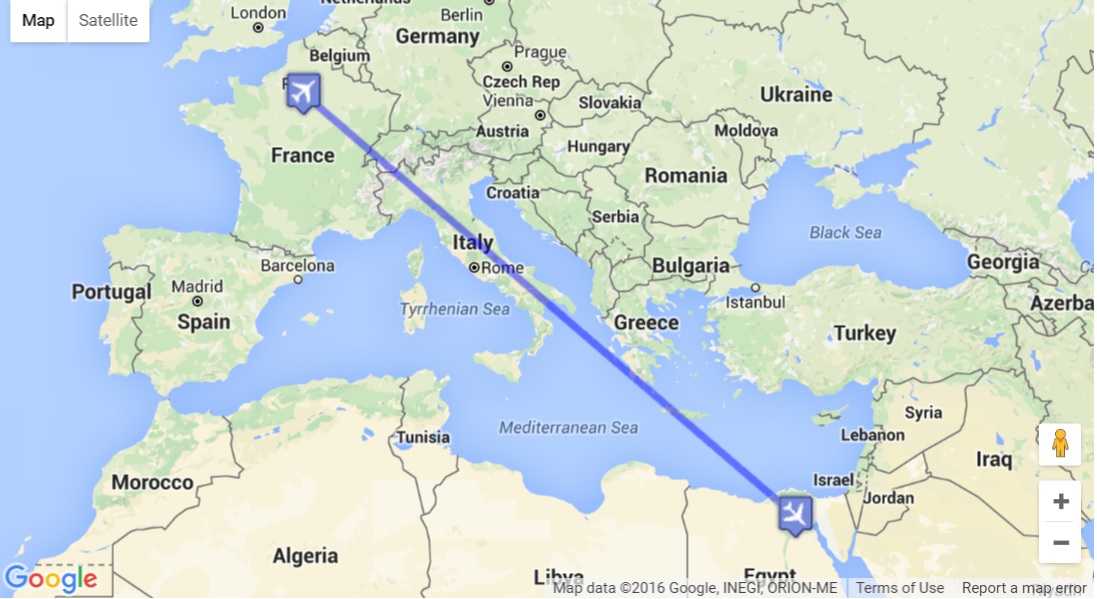 Map
Satellite
London
Netherlands
Berlin
Germany
Belgium
Prague
Czech Rep
Ukraine
Vienna
Slovakia
Austria
Moldova
Hungary
France
Romania
Croatia
Serbia
Black Sea
Italy
Rome
Bulgaria
Georgia
Barcelona
Portugal
Madrid
Spain
Tyrrhenian Sea
Istanbul
Azerba
Greece
Turkey
Syria
Mediterranean Sea
Tunisia
Lebanon
Iraq
Morocco
Israel
Jordan
+
−
Algeria
Libya
Egypt
Google
Map data ©2016 Google, INEGI, ORION-ME
Terms of Use
Report a map error